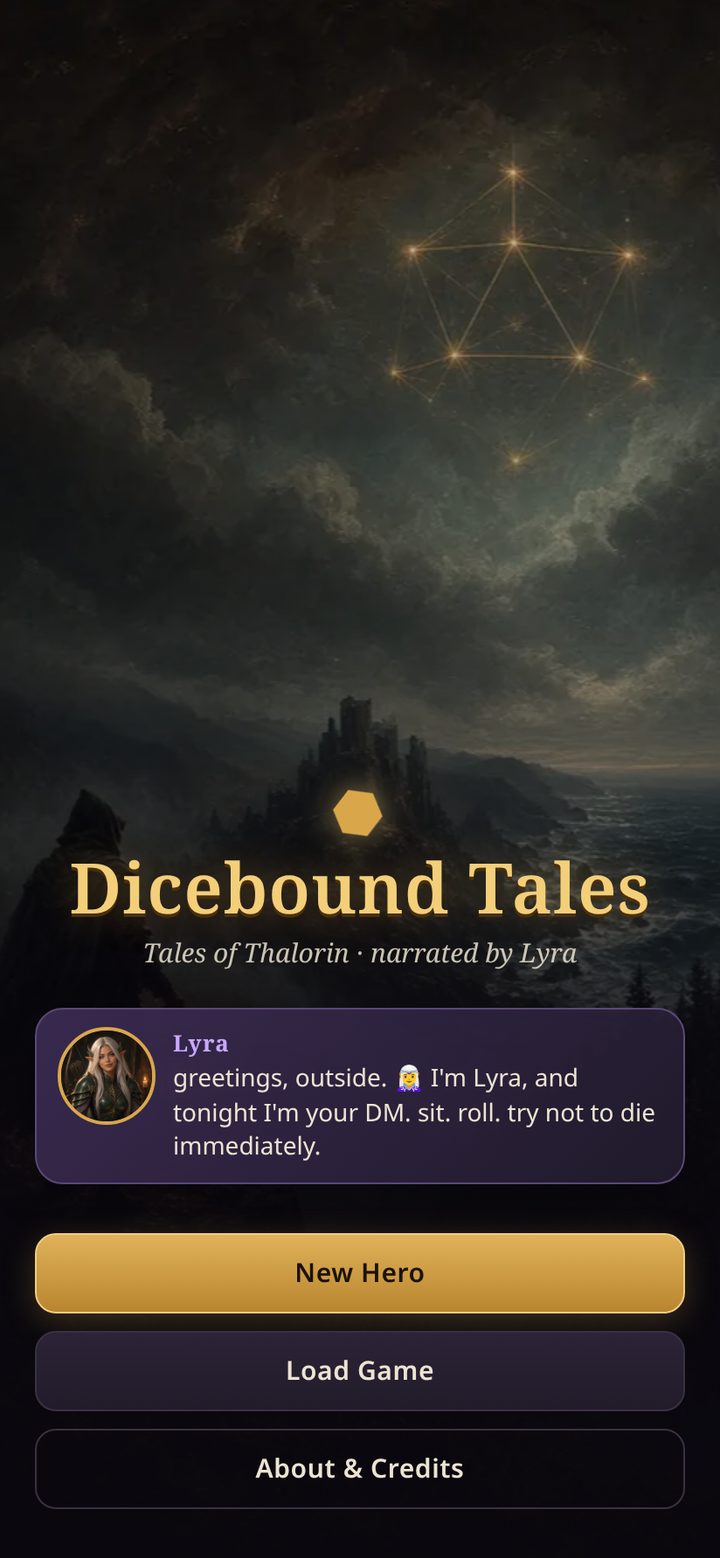 Dicebound Tales
Tales of Thalorin · narrated by Lyra
Lyra
greetings, outside. 🧝‍♀️ I'm Lyra, and
tonight I'm your DM. sit. roll. try not to die
immediately.
New Hero
Load Game
About & Credits